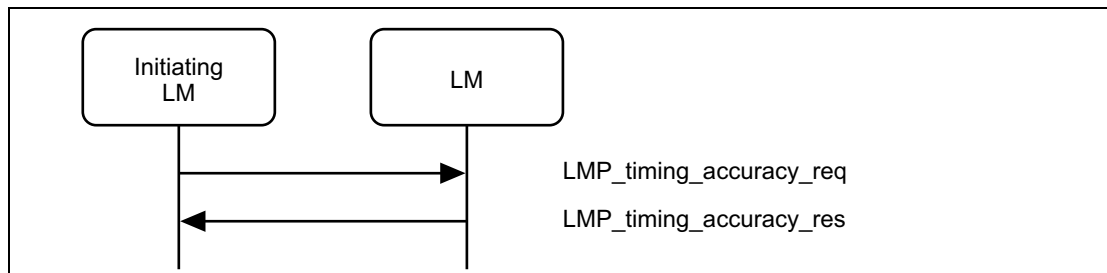 Initiating
LM
LM
LMP_timing_accuracy_req
LMP_timing_accuracy_res